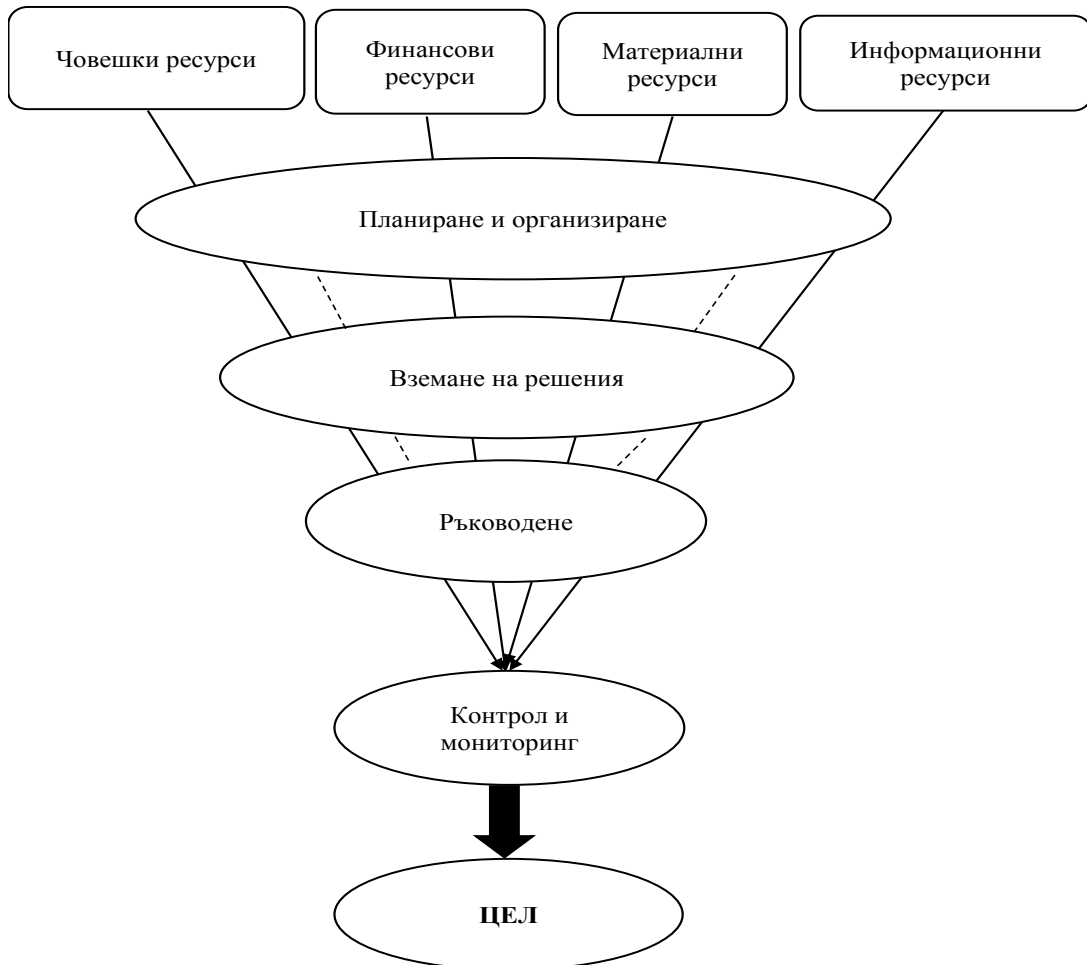 Човешки ресурси
Финансови
ресурси
Материални
ресурси
Информационни
ресурси
Планиране и организиране
Вземане на решения
Ръководене
Контрол и
мониторинг
ЦЕЛ